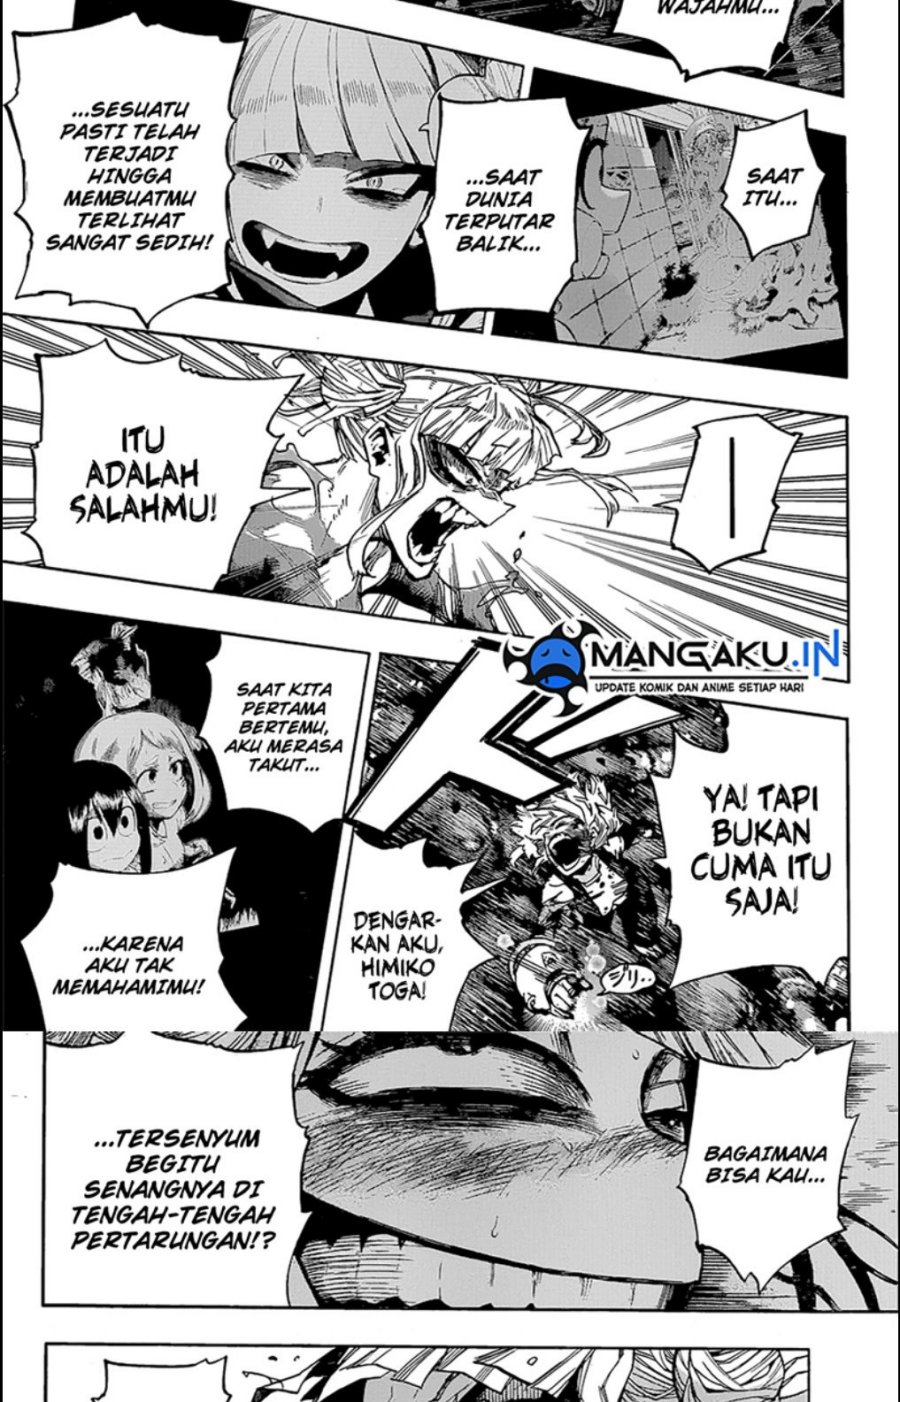 WAJAHMU...
SAAT
ITU...
...SAAT
DUNIA
TERPUTAR
BALIK...
...SESUATU
PASTI TELAH
TERJADI
HINGGA
MEMBUATMU
TERLIHAT
SANGAT SEDIH!
ITU
ADALAH
SALAHMU!
MANGAKU.IN
UPDATE KOMIK DAN ANIME SETIAP HARI
YA! TAPI
BUKAN
CUMA ITU
SAJA!
DENGAR-
KAN AKU,
HIMIKO
TOGA!
SAAT KITA
PERTAMA
BERTEMU,
AKU MERASA
TAKUT...
...KARENA
AKU TAK
MEMAHAMIMU!
BAGAIMANA
BISA KAU...
...TERSENYUM
BEGITU
SENANGNYA DI
TENGAH-TENGAH
PERTARUNGAN!?